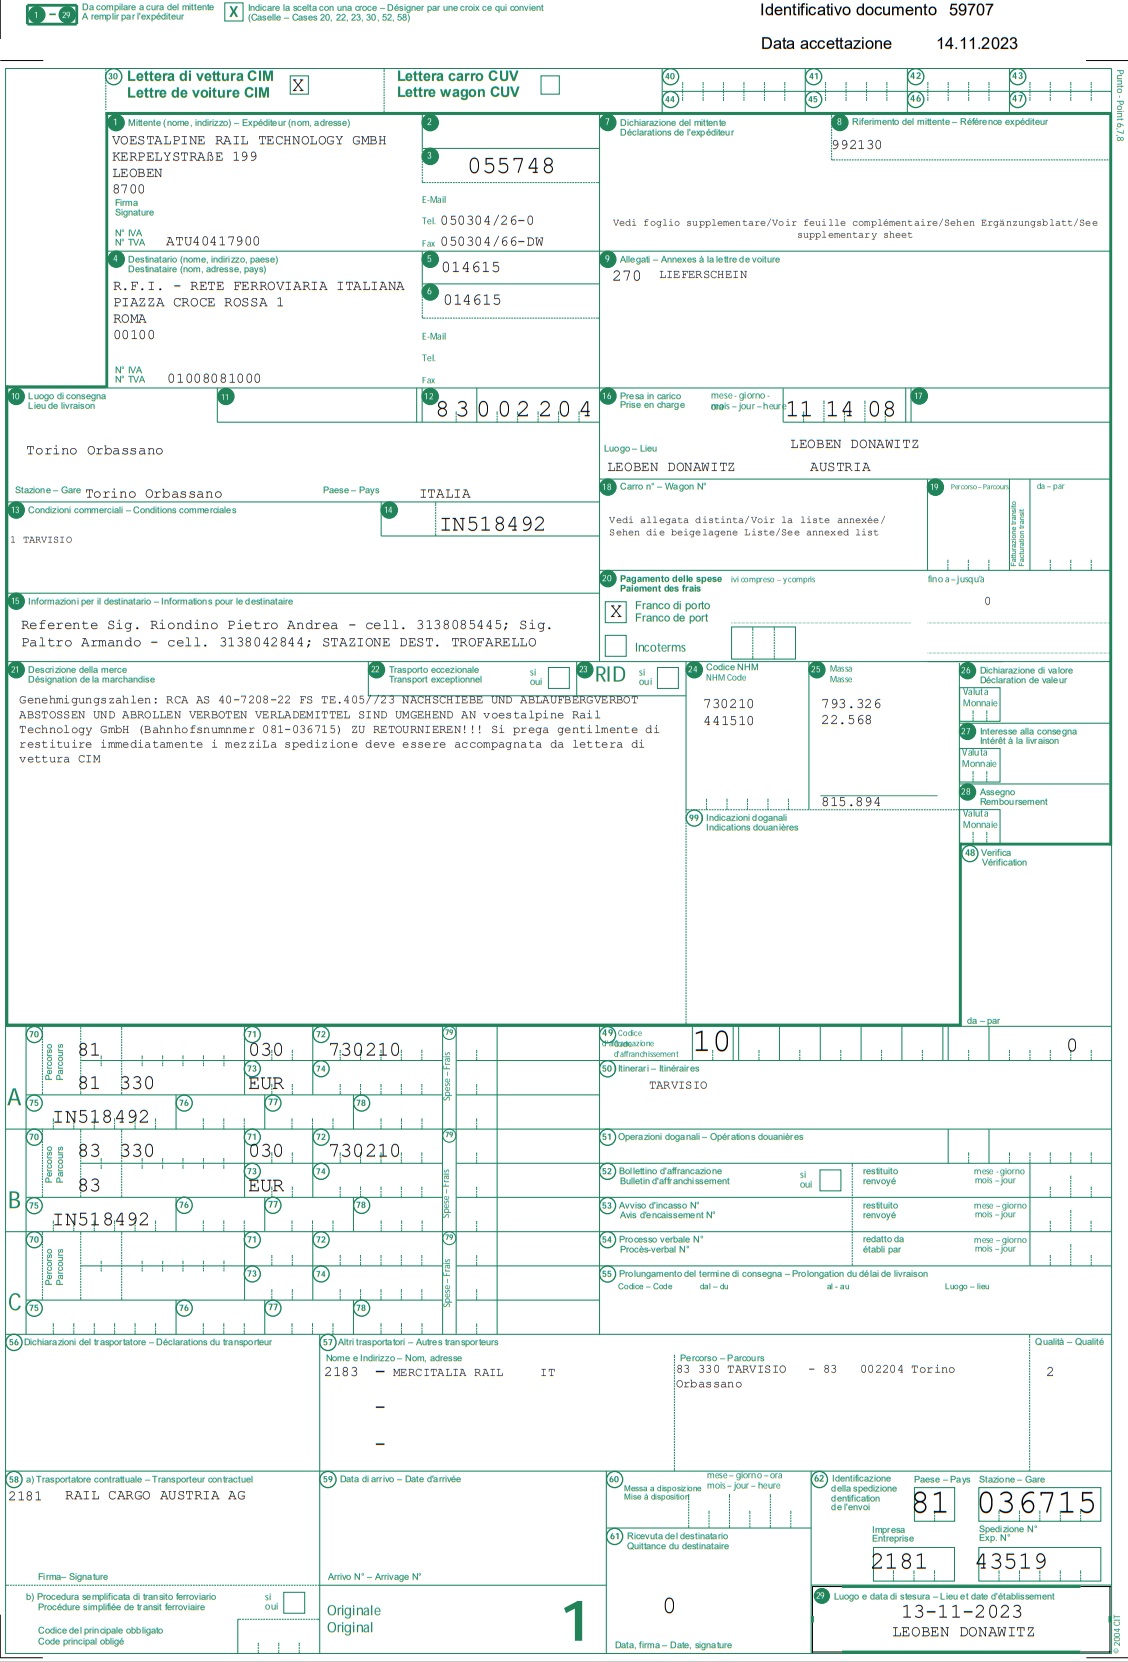 1 – 29 Da compilare a cura del mittente
A remplir par l'expéditeur
X Indicare la scelta con una croce – Désigner par une croix ce qui convient
(Caselle – Cases 20, 22, 23, 30, 52, 58)
Identificativo documento 59707
Data accettazione 14.11.2023
30 Lettera di vettura CIM
Lettre de voiture CIM X
Lettera carro CUV
Lettre wagon CUV
40 41 42 43
44 45 46 47
Punto - Point 6,7,8
1 Mittente (nome, indirizzo) – Expéditeur (nom, adresse)
VOESTALPINE RAIL TECHNOLOGY GMBH
KERPELYSTRAßE 199
LEOBEN
8700
Firma
Signature
N° IVA
N° TVA ATU40417900
2
3 055748
E-Mail
Tel. 050304/26-0
Fax 050304/66-DW
7 Dichiarazione del mittente
Déclarations de l'expéditeur
8 Riferimento del mittente – Référence expéditeur
992130
Vedi foglio supplementare/Voir feuille complémentaire/Sehen Ergänzungsblatt/See
supplementary sheet
4 Destinatario (nome, indirizzo, paese)
Destinataire (nom, adresse, pays)
R.F.I. - RETE FERROVIARIA ITALIANA
PIAZZA CROCE ROSSA 1
ROMA
00100
N° IVA
N° TVA 01008081000
5 014615
6 014615
E-Mail
Tel.
Fax
9 Allegati – Annexes à la lettre de voiture
270 LIEFERSCHEIN
10 Luogo di consegna
Lieu de livraison
11
12 83002204
Torino Orbassano
Stazione – Gare Torino Orbassano
Paese – Pays ITALIA
16 Presa in carico
Prise en charge
mese - giorno -
mois – jour – heure
11 14 08
17
LEOBEN DONAWITZ
Luogo – Lieu
LEOBEN DONAWITZ AUSTRIA
13 Condizioni commerciali – Conditions commerciales
1 TARVISIO
14 IN518492
18 Carro n° – Wagon N°
Vedi allegata distinta/Voir la liste annexée/
Sehen die beigelagene Liste/See annexed list
19 Percorso – Parcours
Fatturazione transito
Facturation transit
da – par
15 Informazioni per il destinatario – Informations pour le destinataire
Referente Sig. Riondino Pietro Andrea - cell. 3138085445; Sig.
Paltro Armando - cell. 3138042844; STAZIONE DEST. TROFARELLO
20 Pagamento delle spese
Paiement des frais
ivi compreso – y compris
fino a – jusqu'à
0
X Franco di porto
Franco de port
Incoterms
21 Descrizione della merce
Désignation de la marchandise
22 Trasporto eccezionale
Transport exceptionnel
si
oui
23 RID
si
oui
Genehmigungszahlen: RCA AS 40-7208-22 FS TE.405/723 NACHSCHIEBE UND ABLAUFBERGVERBOT
ABSTOSSEN UND ABROLLEN VERBOTEN VERLADEMITTEL SIND UMGEHEND AN voestalpine Rail
Technology GmbH (Bahnhofsnummer 081-036715) ZU RETOURNIEREN!!! Si prega gentilmente di
restituire immediatamente i mezziLa spedizione deve essere accompagnata da lettera di
vettura CIM
24 Codice NHM
NHM Code
730210
441510
25 Massa
Masse
793.326
22.568
815.894
26 Dichiarazione di valore
Déclaration de valeur
Valuta
Monnaie
27 Interesse alla consegna
Intérêt à la livraison
Valuta
Monnaie
28 Assegno
Remboursement
Valuta
Monnaie
99 Indicazioni doganali
Indications douanières
48 Verifica
Vérification
da – par
A
70 Percorso
Parcours
81
81 330
71 030
72 730210
73 EUR
74
75 IN518492
76 77 78
79 Spese – Frais
B
70 Percorso
Parcours
83 330
83
71 030
72 730210
73 EUR
74
75 IN518492
76 77 78
79 Spese – Frais
C
70 Percorso
Parcours
71 72
73 74
75 76 77 78
79 Spese – Frais
49 Codice
d'affrancazione
d'affranchissement
10
0
50 Itinerari – Itinéraires
TARVISIO
51 Operazioni doganali – Opérations douanières
52 Bollettino d'affrancazione
Bulletin d'affranchissement
si
oui
restituito
renvoyé
mese - giorno
mois – jour
53 Avviso d'incasso N°
Avis d'encaissement N°
restituito
renvoyé
mese – giorno
mois – jour
54 Processo verbale N°
Procès-verbal N°
redatto da
établi par
mese – giorno
mois – jour
55 Prolungamento del termine di consegna – Prolongation du délai de livraison
Codice – Code dal – du al - au Luogo – lieu
56 Dichiarazioni del trasportatore – Déclarations du transporteur
57 Altri trasportatori – Autres transporteurs
Nome e Indirizzo – Nom, adresse
Percorso – Parcours
Qualità – Qualité
2183 – MERCITALIA RAIL IT
83 330 TARVISIO - 83 002204 Torino
Orbassano
2
–
–
58 a) Trasportatore contrattuale – Transporteur contractuel
2181 RAIL CARGO AUSTRIA AG
Firma– Signature
59 Data di arrivo – Date d'arrivée
Arrivo N° – Arrivage N°
60 Messa a disposizione
Mise à disposition
mese – giorno – ora
mois – jour – heure
61 Ricevuta del destinatario
Quittance du destinataire
0
Data, firma – Date, signature
62 Identificazione
della spedizione
dentification
de l'envoi
Paese – Pays Stazione – Gare
81 036715
Impresa
Entreprise
Spedizione N°
Exp. N°
2181 43519
b) Procedura semplificata di transito ferroviario
Procédure simplifiée de transit ferroviaire
si
oui
Codice del principale obbligato
Code principal obligé
Originale
Original
1
29 Luogo e data di stesura – Lieu et date d'établissement
13-11-2023
LEOBEN DONAWITZ
© 2004 CIT